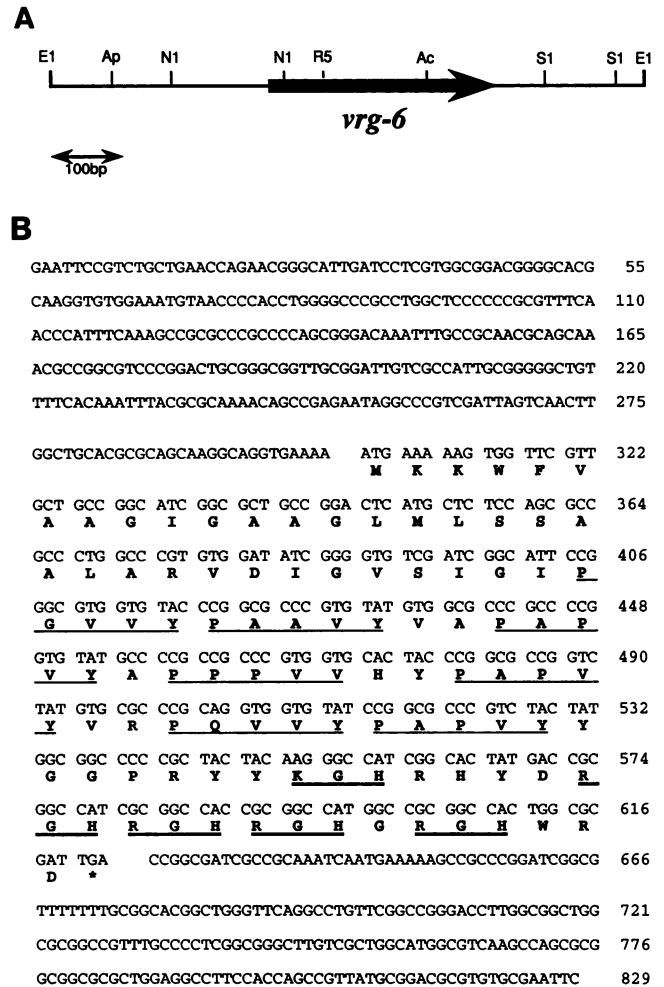 A
E1 Ap N1 N1 R5 Ac S1 S1 E1
vrg-6
100bp
B
GAATTCCGTCTGCTGAACCAGAACGGGCATTGATCCTCGTGGCGGACGGGGCACG 55
CAAGGTGTGGAAATGTAACCCCACCTGGGGCCCGCCTGGCTCCCCCCGCGTTTCA 110
ACCCATTTCAAAGCCGCGCCCGCCCCAGCGGGACAAATTTGCCGCAACGCAGCAA 165
ACGCCGGCGTCCCGGACTGCGGGCGGTTGCGGATTGTCGCCATTGCGGGGGCTGT 220
TTTCACAAATTTACGCGCAAAACAGCCGAGAATAGGCCCGTCGATTAGTCAACTT 275
GGCTGCACGCGCAGCAAGGCAGGTGAAAA ATG AAA AAG TGG TTC GTT 322
M K K W F V
GCT GCC GGC ATC GGC GCT GCC GGA CTC ATG CTC TCC AGC GCC 364
A A G I G A A G L M L S S A
GCC CTG GCC CGT GTG GAT ATC GGG GTG TCG ATC GGC ATT CCG 406
A L A R V D I G V S I G I P
GGC GTG GTG TAC CCG GCG CCC GTG TAT GTG GCG CCC GCC CCG 448
G V V Y P A A V Y V A P A P
GTG TAT GCC CCG CCG CCC GTG GTG CAC TAC CCG GCG CCG GTC 490
V Y A P P P V V H Y P A P V
TAT GTG CGC CCG CAG GTG GTG TAT CCG GCG CCC GTC TAC TAT 532
Y V R P Q V V Y P A P V Y Y
GGC GGC CCC CGC TAC TAC AAG GGC CAT CGG CAC TAT GAC CGC 574
G G P R Y Y K G H R H Y D R
GGC CAT CGC GGC CAC CGC GGC CAT GGC CGC GGC CAC TGG CGC 616
G H R G H R G H G R G H W R
GAT TGA CCGGCGATCGCCGCAAATCAATGAAAAAGCCGCCCGGATCGGCG 666
D *
TTTTTTTGCGGCACGGCTGGGTTCAGGCCTGTTCGGCCGGGACCTTGGCGGCTGG 721
CGCGGCCGTTTGCCCCTCGGCGGGCTTGTCGCTGGCATGGCGTCAAGCCAGCGCG 776
GCGGCGCGCTGGAGGCCTTCCACCAGCCGTTATGCGGACGCGTGTGCGAATTC 829